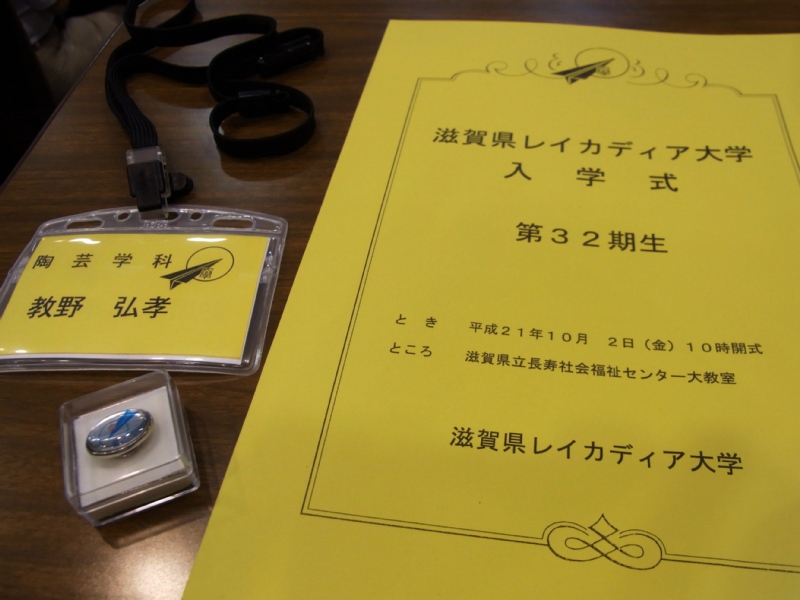 陶芸学科
教野 弘孝
滋賀県レイカディア大学
入 学 式
第32期生
と き 平成21年10月 2日(金)10時開式
ところ 滋賀県立長寿社会福祉センター大教室
滋賀県レイカディア大学